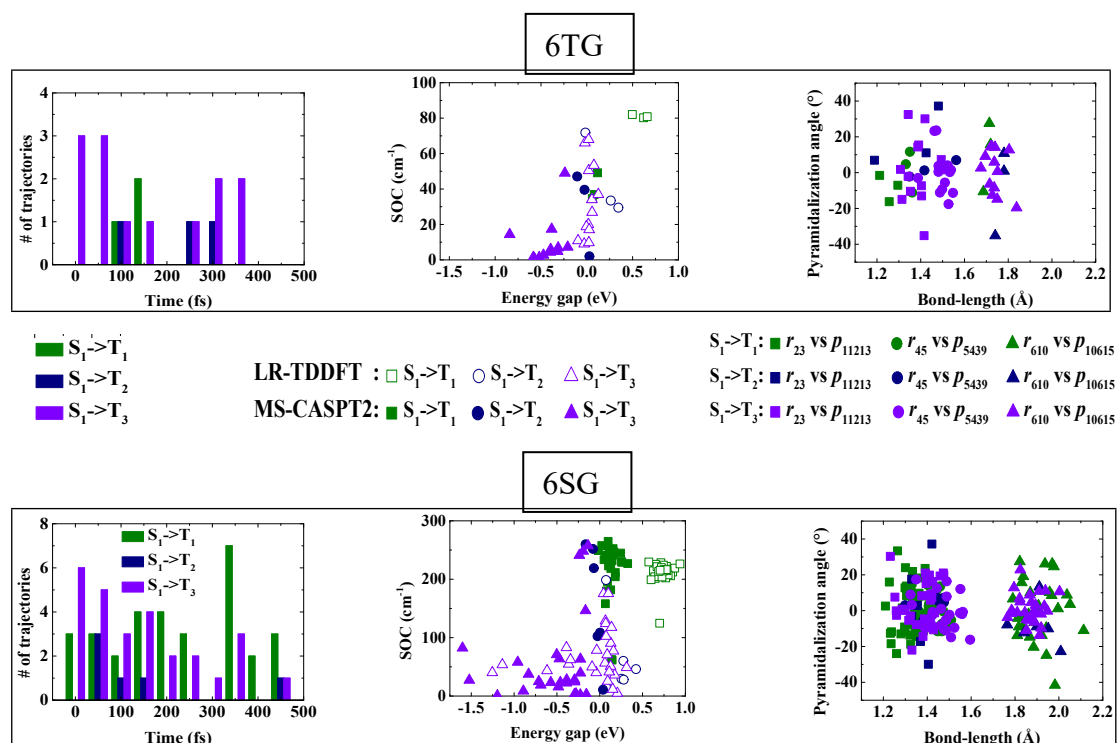 6TG
# of trajectories
4
3
2
1
0
0 100 200 300 400 500
Time (fs)
SOC (cm⁻¹)
100
80
60
40
20
0
-1.5 -1.0 -0.5 0.0 0.5 1.0
Energy gap (eV)
Pyramidalization angle (°)
40
20
0
-20
-40
1.2 1.4 1.6 1.8 2.0 2.2
Bond-length (Å)
S₁->T₁
S₁->T₂
S₁->T₃
LR-TDDFT : S₁->T₁ S₁->T₂ S₁->T₃
MS-CASPT2: S₁->T₁ S₁->T₂ S₁->T₃
S₁->T₁: r₂₃ vs p₁₁₂₁₃ r₄₅ vs p₅₄₃₉ r₆₁₀ vs p₁₀₆₁₅
S₁->T₂: r₂₃ vs p₁₁₂₁₃ r₄₅ vs p₅₄₃₉ r₆₁₀ vs p₁₀₆₁₅
S₁->T₃: r₂₃ vs p₁₁₂₁₃ r₄₅ vs p₅₄₃₉ r₆₁₀ vs p₁₀₆₁₅
6SG
# of trajectories
8
6
4
2
0
S₁->T₁
S₁->T₂
S₁->T₃
0 100 200 300 400 500
Time (fs)
SOC (cm⁻¹)
300
200
100
0
-1.5 -1.0 -0.5 0.0 0.5 1.0
Energy gap (eV)
Pyramidalization angle (°)
40
20
0
-20
-40
1.2 1.4 1.6 1.8 2.0 2.2
Bond-length (Å)